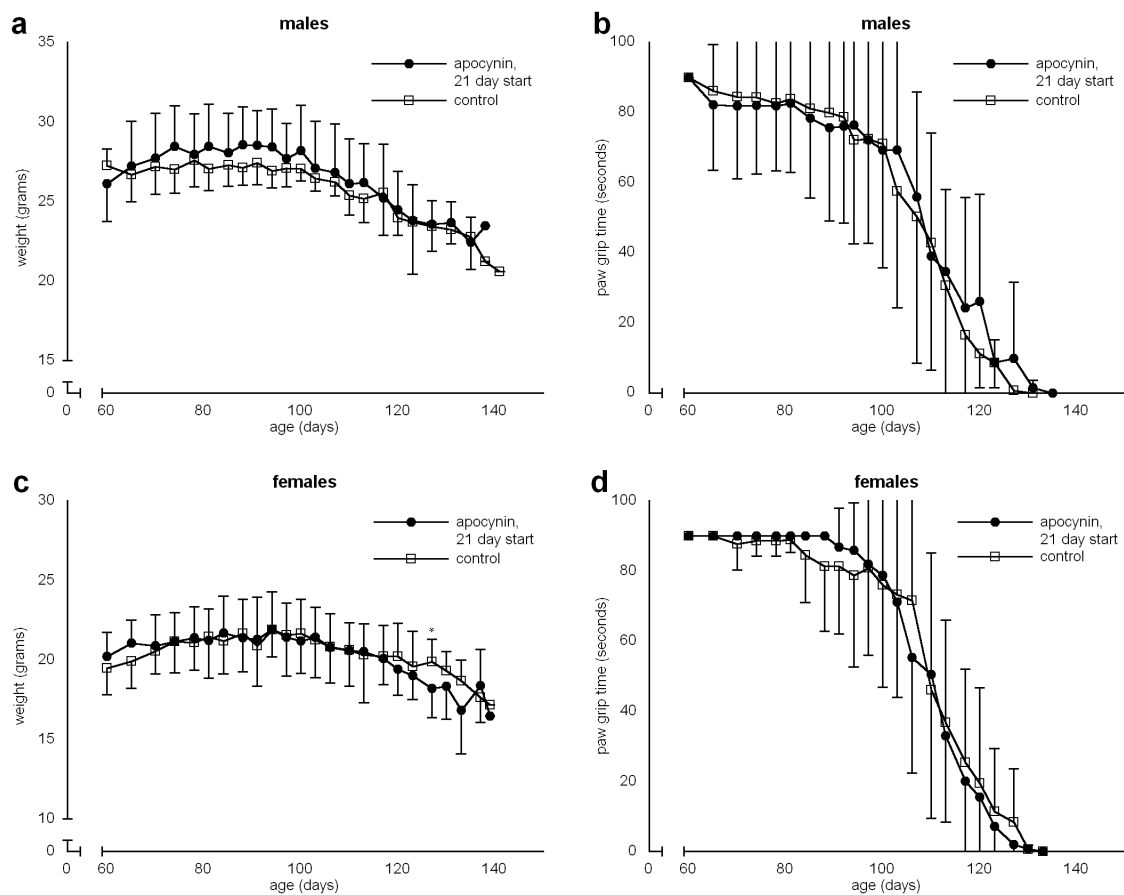 a
males
35
30
25
20
15
0
weight (grams)
apocynin,
21 day start
control
0
60
80
100
120
140
age (days)
b
males
100
80
60
40
20
0
paw grip time (seconds)
apocynin,
21 day start
control
0
60
80
100
120
140
age (days)
c
females
30
25
20
15
10
0
weight (grams)
apocynin,
21 day start
control
*
0
60
80
100
120
140
age (days)
d
females
100
80
60
40
20
0
paw grip time (seconds)
apocynin,
21 day start
control
0
60
80
100
120
140
age (days)